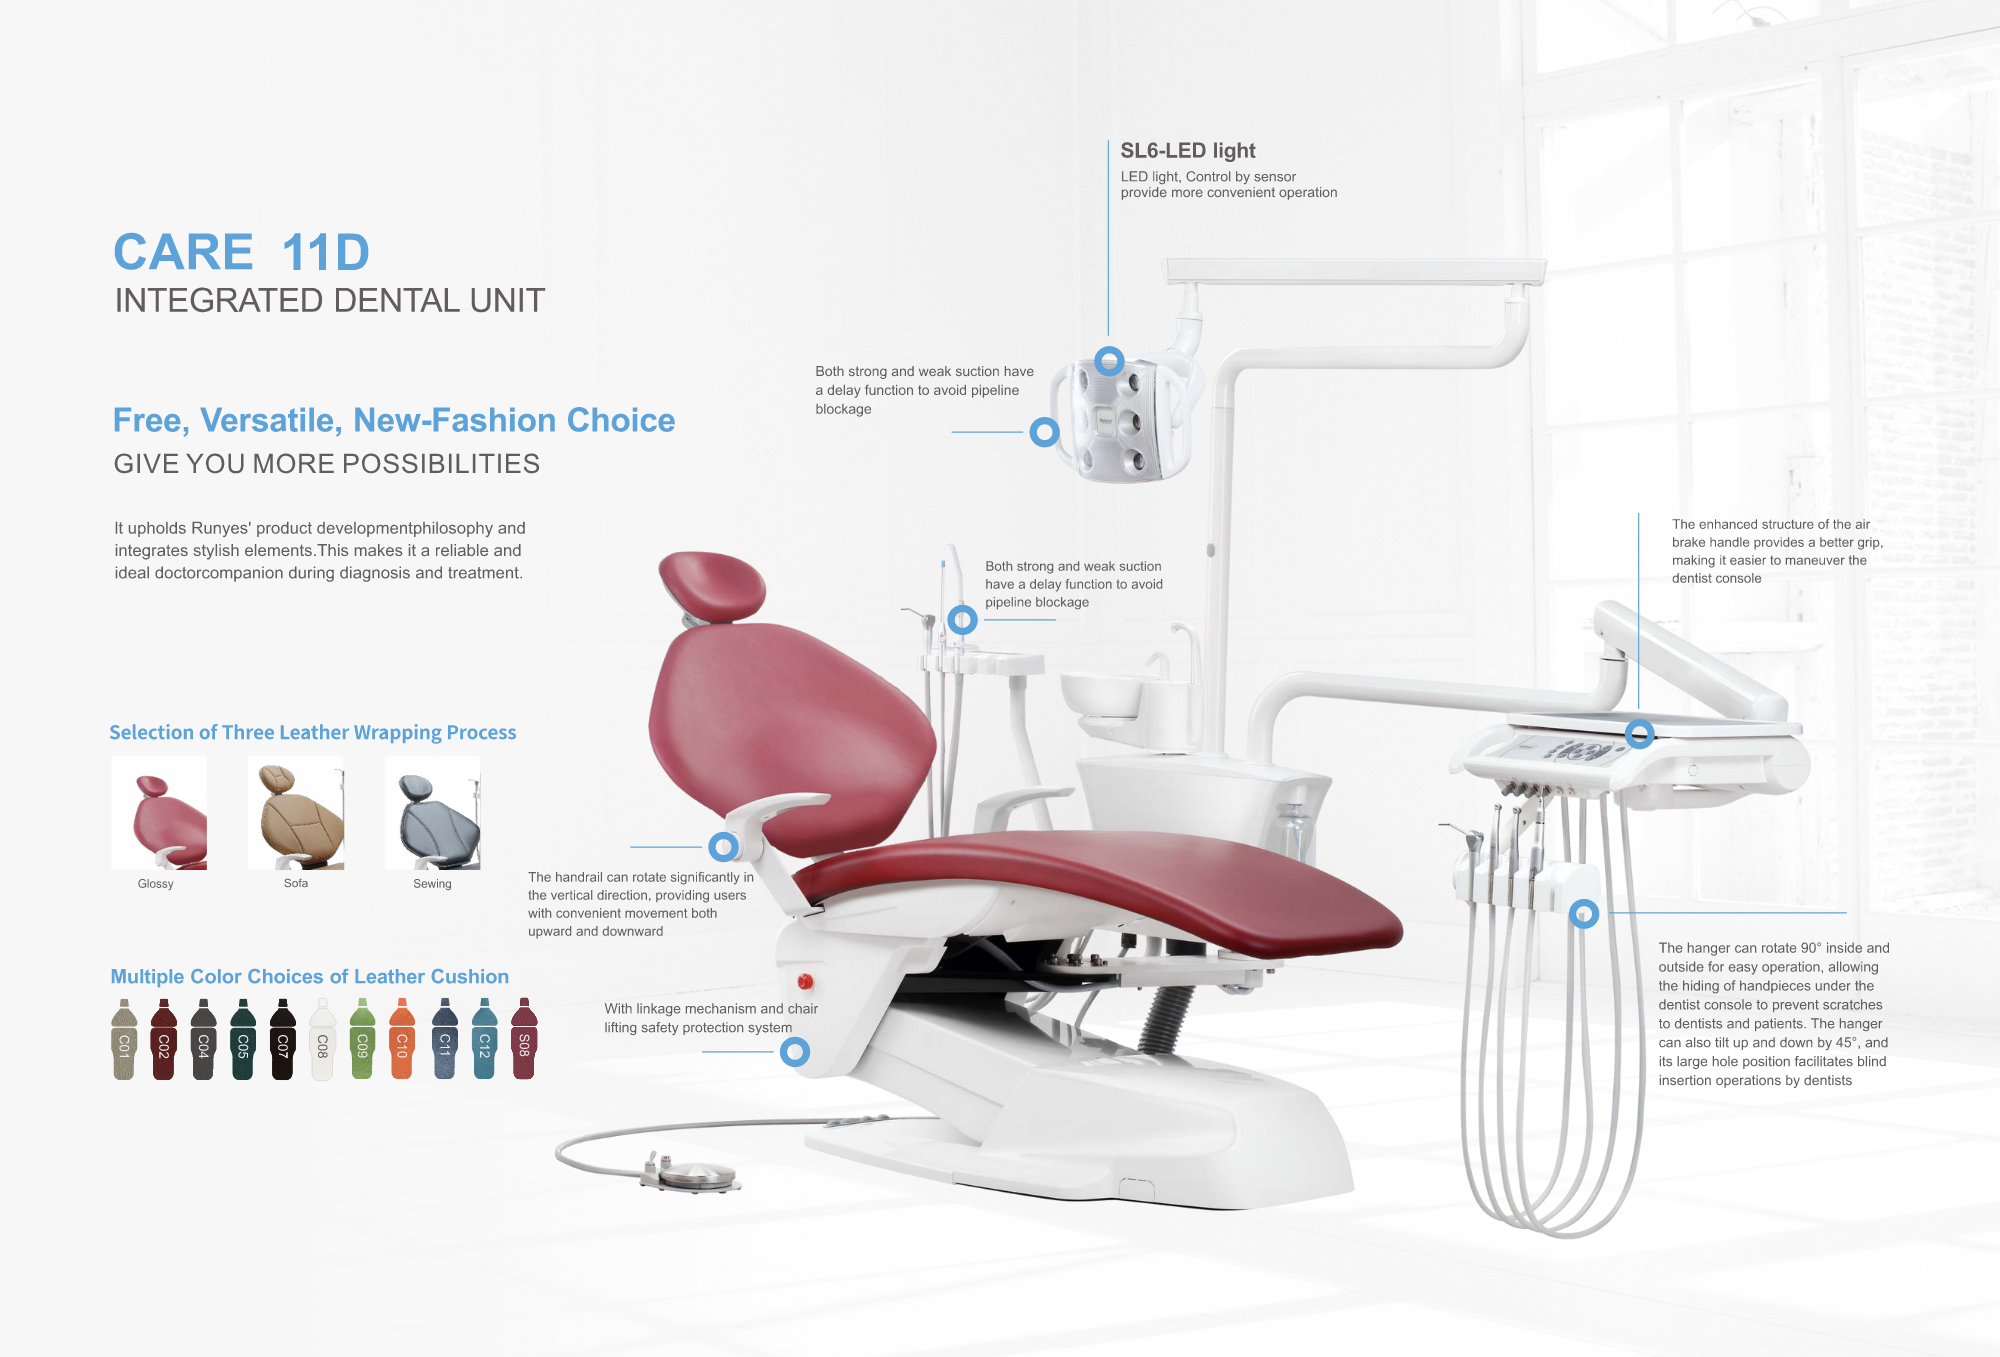 CARE 11D
INTEGRATED DENTAL UNIT
Free, Versatile, New-Fashion Choice
GIVE YOU MORE POSSIBILITIES
It upholds Runyes' product developmentphilosophy and
integrates stylish elements.This makes it a reliable and
ideal doctorcompanion during diagnosis and treatment.
Selection of Three Leather Wrapping Process
Glossy
Sofa
Sewing
Multiple Color Choices of Leather Cushion
C01
C02
C04
C05
C07
C08
C09
C10
C11
C12
S08
SL6-LED light
LED light, Control by sensor
provide more convenient operation
Both strong and weak suction have
a delay function to avoid pipeline
blockage
Both strong and weak suction
have a delay function to avoid
pipeline blockage
The enhanced structure of the air
brake handle provides a better grip,
making it easier to maneuver the
dentist console
The handrail can rotate significantly in
the vertical direction, providing users
with convenient movement both
upward and downward
With linkage mechanism and chair
lifting safety protection system
The hanger can rotate 90° inside and
outside for easy operation, allowing
the hiding of handpieces under the
dentist console to prevent scratches
to dentists and patients. The hanger
can also tilt up and down by 45°, and
its large hole position facilitates blind
insertion operations by dentists